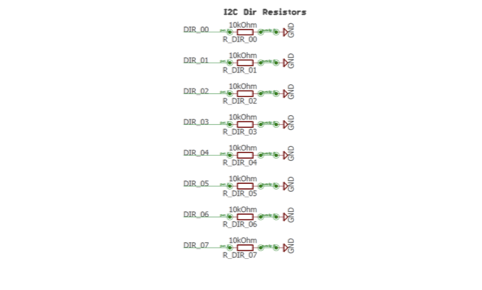 I2C Dir Resistors
10kOhm
DIR_00
R_DIR_00
GND
10kOhm
DIR_01
R_DIR_01
GND
10kOhm
DIR_02
R_DIR_02
GND
10kOhm
DIR_03
R_DIR_03
GND
10kOhm
DIR_04
R_DIR_04
GND
10kOhm
DIR_05
R_DIR_05
GND
10kOhm
DIR_06
R_DIR_06
GND
10kOhm
DIR_07
R_DIR_07
GND